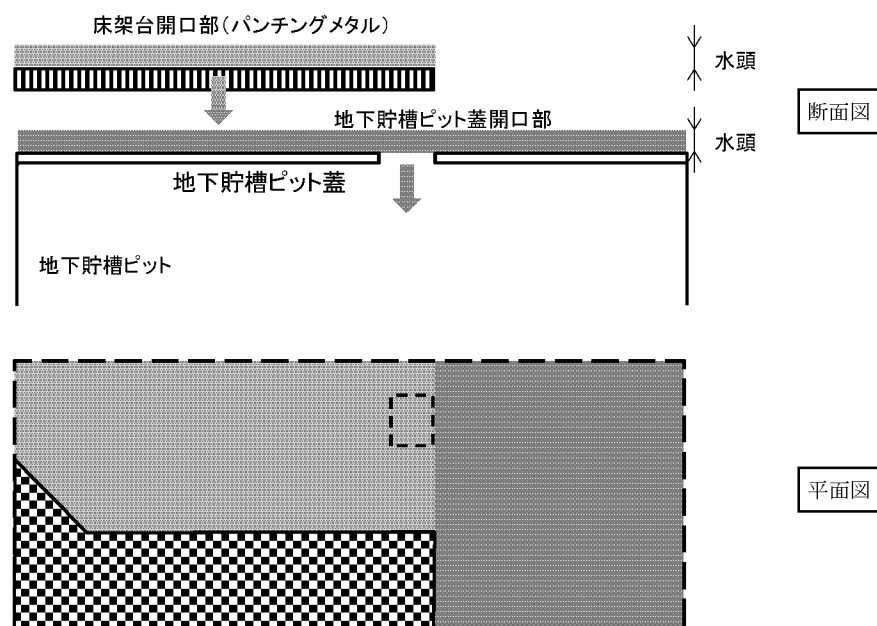 床架台開口部(パンチングメタル)
水頭
断面図
地下貯槽ピット蓋開口部
水頭
地下貯槽ピット蓋
地下貯槽ピット
平面図